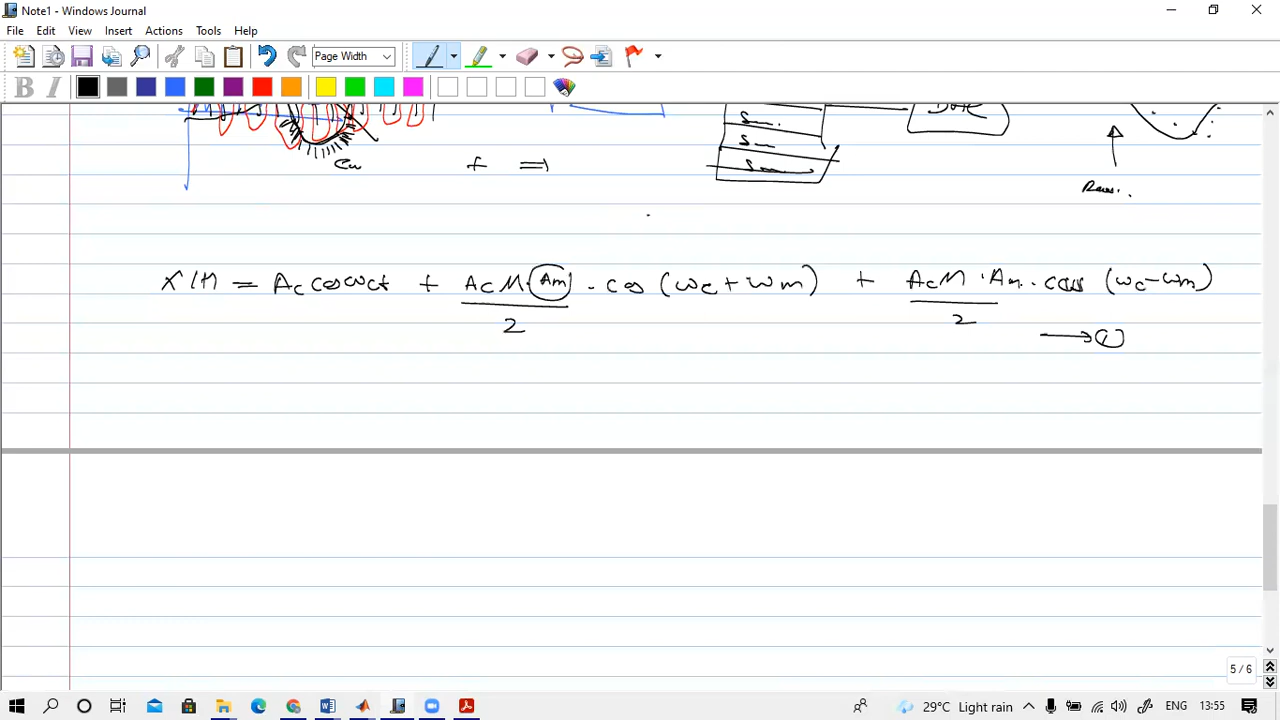 Note1 - Windows Journal
File Edit View Insert Actions Tools Help
Page Width
B I
Cu + ⇒
X(t) = Ac cosωct + AcM·Am/2 · cos (ωc+ωm) + AcM·Am/2 · cos (ωc-ωm)
→ ①
5 / 6
29°C Light rain ENG 13:55